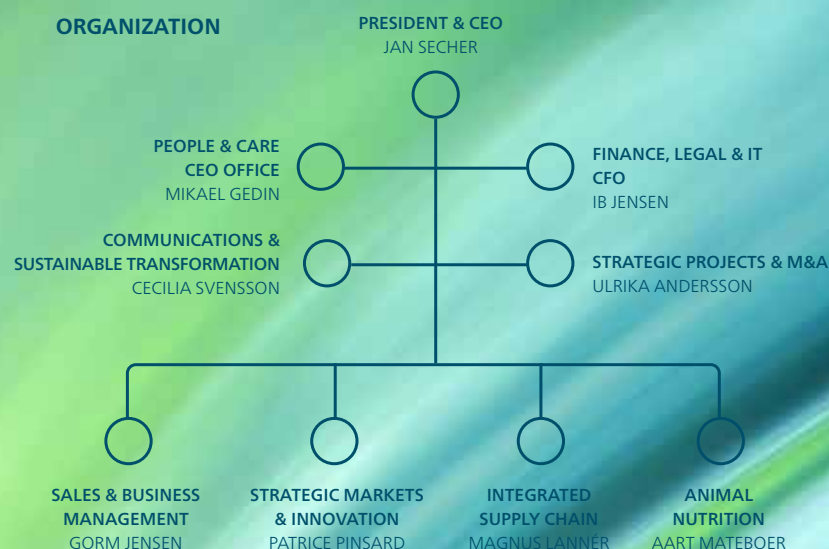 ORGANIZATION
PRESIDENT & CEO
JAN SECHER
PEOPLE & CARE
CEO OFFICE
MIKAEL GEDIN
FINANCE, LEGAL & IT
CFO
IB JENSEN
COMMUNICATIONS &
SUSTAINABLE TRANSFORMATION
CECILIA SVENSSON
STRATEGIC PROJECTS & M&A
ULRIKA ANDERSSON
SALES & BUSINESS
MANAGEMENT
GORM JENSEN
STRATEGIC MARKETS
& INNOVATION
PATRICE PINSARD
INTEGRATED
SUPPLY CHAIN
MAGNUS LANNÉR
ANIMAL
NUTRITION
AART MATEBOER